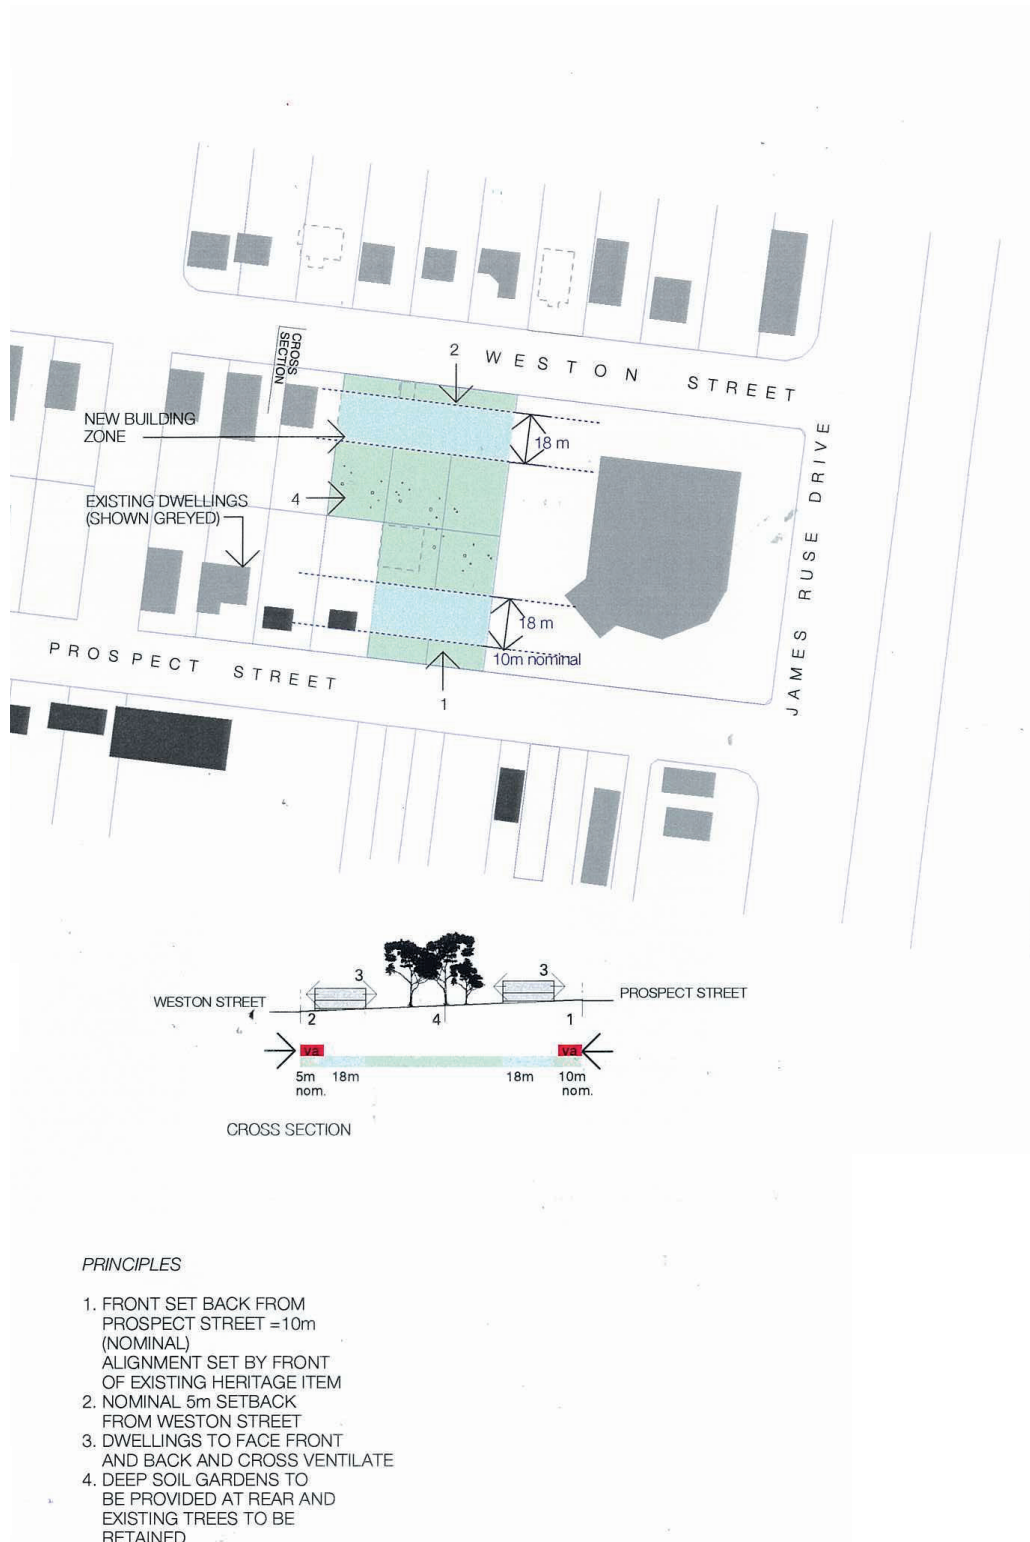 2
WESTON STREET
CROSS
SECTION
NEW BUILDING
ZONE
18 m
4
EXISTING DWELLINGS
(SHOWN GREYED)
JAMES RUSE DRIVE
18 m
10m nominal
PROSPECT STREET
1
3
3
WESTON STREET
PROSPECT STREET
2
4
1
va
va
5m
nom.
18m
18m
10m
nom.
CROSS SECTION
PRINCIPLES
1. FRONT SET BACK FROM
PROSPECT STREET =10m
(NOMINAL)
ALIGNMENT SET BY FRONT
OF EXISTING HERITAGE ITEM
2. NOMINAL 5m SETBACK
FROM WESTON STREET
3. DWELLINGS TO FACE FRONT
AND BACK AND CROSS VENTILATE
4. DEEP SOIL GARDENS TO
BE PROVIDED AT REAR AND
EXISTING TREES TO BE
RETAINED